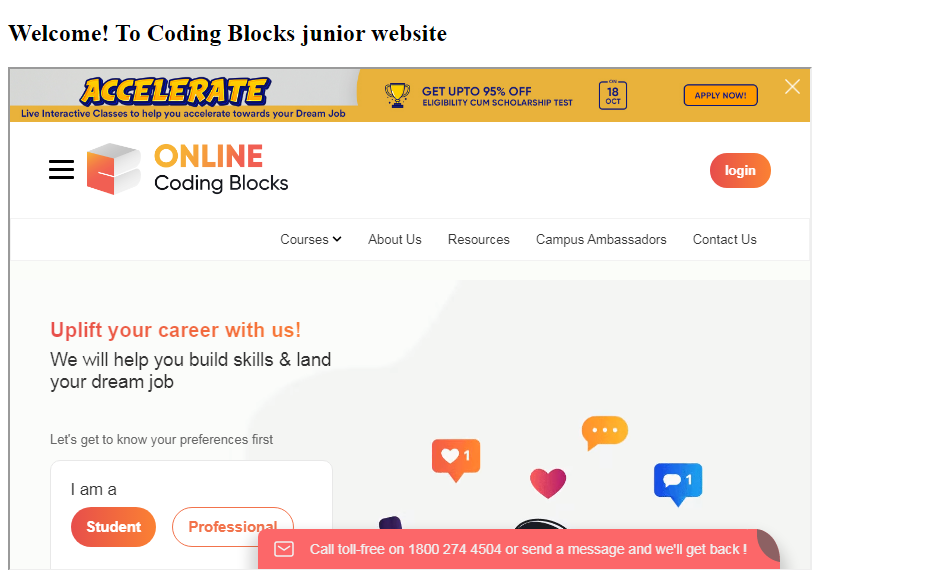 Welcome! To Coding Blocks junior website
ACCELERATE
Live Interactive Classes to help you accelerate towards your Dream Job
GET UPTO 95% OFF
ELIGIBILITY CUM SCHOLARSHIP TEST
ON
18
OCT
APPLY NOW!
ONLINE
Coding Blocks
login
Courses About Us Resources Campus Ambassadors Contact Us
Uplift your career with us!
We will help you build skills & land
your dream job
Let's get to know your preferences first
1
1
I am a
Student Professional
Call toll-free on 1800 274 4504 or send a message and we'll get back !